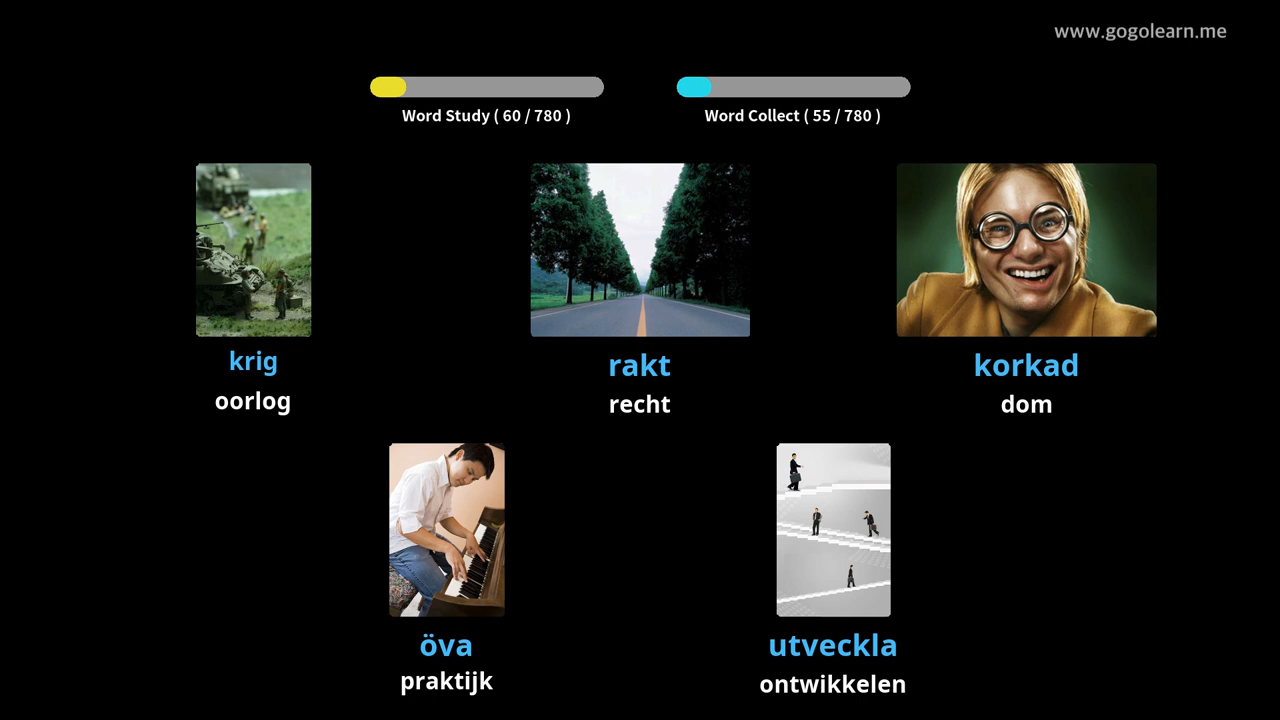 www.gogolearn.me
Word Study ( 60 / 780 )
Word Collect ( 55 / 780 )
krig
oorlog
rakt
recht
korkad
dom
öva
praktijk
utveckla
ontwikkelen